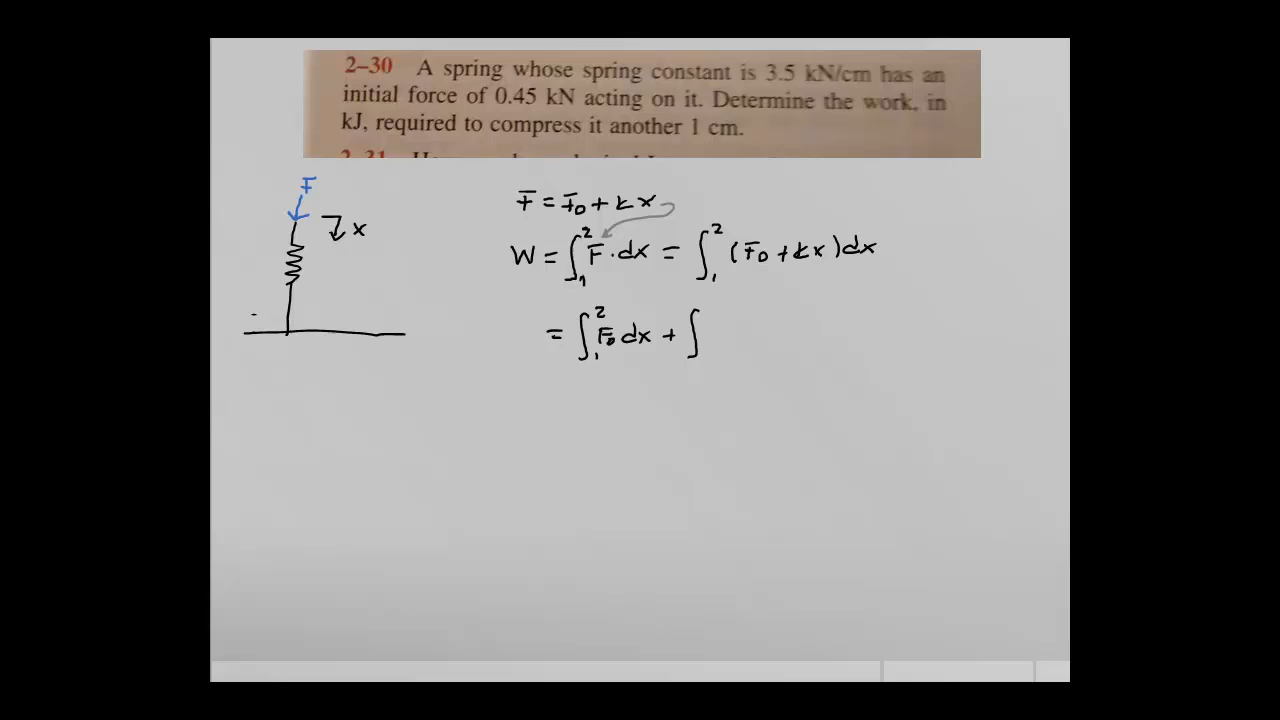 2–30 A spring whose spring constant is 3.5 kN/cm has an
initial force of 0.45 kN acting on it. Determine the work, in
kJ, required to compress it another 1 cm.
2–31
F
x
F = F₀ + kx
W = ∫₁² F · dx = ∫₁² (F₀ + kx)dx
= ∫₁² F₀ dx + ∫